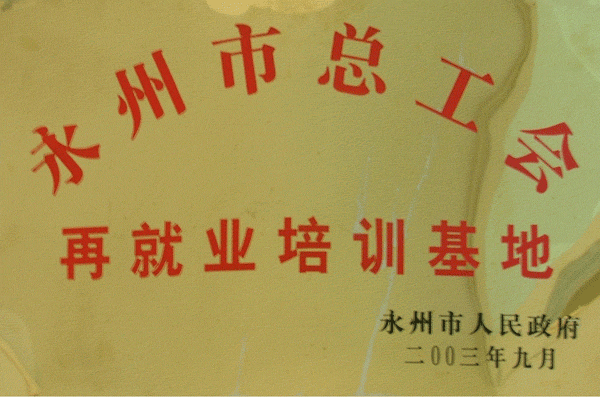 永州市总工会
再就业培训基地
永州市人民政府
二00三年九月